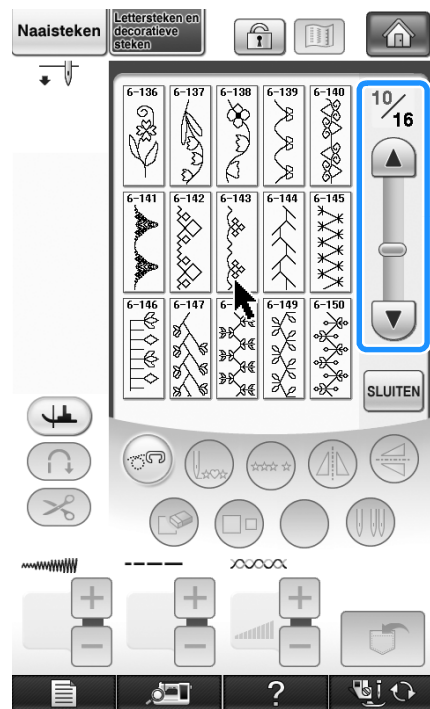 Naaisteken
Lettersteken en
decoratieve
steken
6-136 6-137 6-138 6-139 6-140
10/16
6-141 6-142 6-143 6-144 6-145
6-146 6-147 6- 6-149 6-150
SLUITEN
?